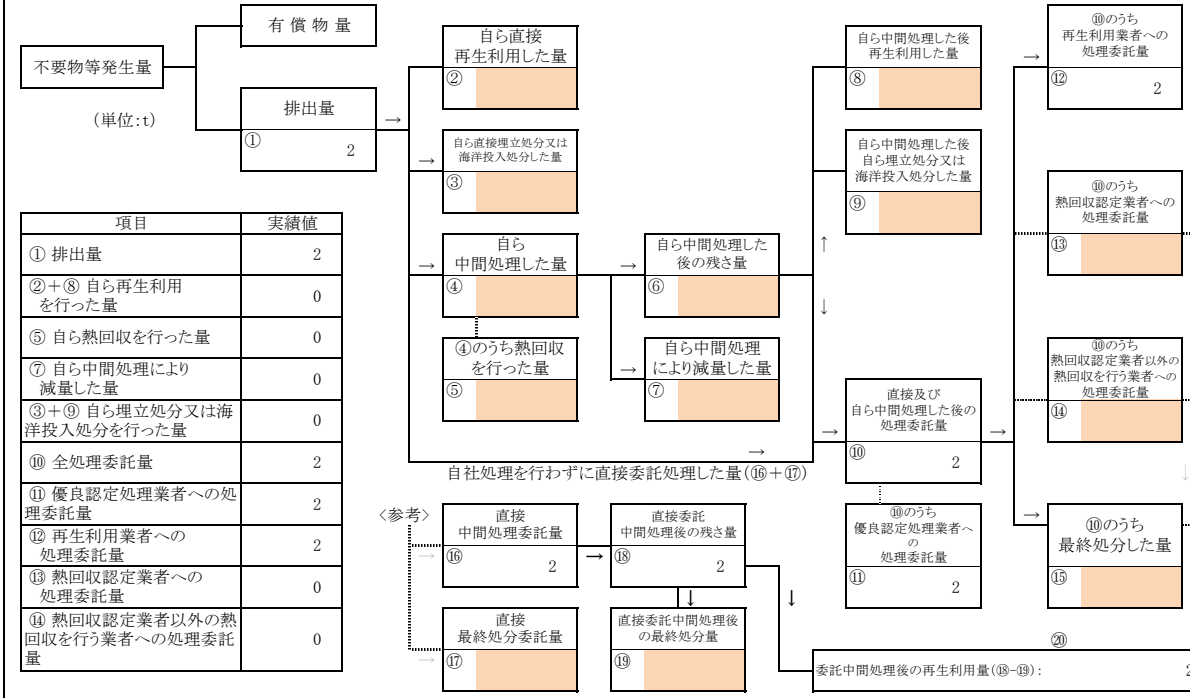 不要物等発生量
有 償 物 量
(単位:t)
排出量
①
2
→
自ら直接
再生利用した量
②
→
自ら直接埋立処分又は
海洋投入処分した量
③
→
自ら
中間処理した量
④
④のうち熱回収
を行った量
⑤
→
自ら中間処理した
後の残さ量
⑥
→
自ら中間処理
により減量した量
⑦
自ら中間処理した後
再生利用した量
⑧
自ら中間処理した後
自ら埋立処分又は
海洋投入処分した量
⑨
↑
↓
→
自社処理を行わずに直接委託処理した量(⑯+⑰)
→
直接及び
自ら中間処理した後の
処理委託量
⑩
2
⑩のうち
優良認定処理業者へ
の
処理委託量
⑪
2
→
→
⑩のうち
再生利用業者への
処理委託量
⑫
2
⑩のうち
熱回収認定業者への
処理委託量
⑬
⑩のうち
熱回収認定業者以外の
熱回収を行う業者への
処理委託量
⑭
↓
→
⑩のうち
最終処分した量
⑮
項目 実績値
① 排出量 2
②+⑧ 自ら再生利用
を行った量 0
⑤ 自ら熱回収を行った量 0
⑦ 自ら中間処理により
減量した量 0
③+⑨ 自ら埋立処分又は海
洋投入処分を行った量 0
⑩ 全処理委託量 2
⑪ 優良認定処理業者への処
理委託量 2
⑫ 再生利用業者への
処理委託量 2
⑬ 熱回収認定業者への
処理委託量 0
⑭ 熱回収認定業者以外の熱
回収を行う業者への処理委託
量 0
<参考>
→
直接
中間処理委託量
⑯
2
→
直接委託
中間処理後の残さ量
⑱
2
↓
↓
→
直接
最終処分委託量
⑰
直接委託中間処理後
の最終処分量
⑲
⑳
委託中間処理後の再生利用量(⑱-⑲): 2